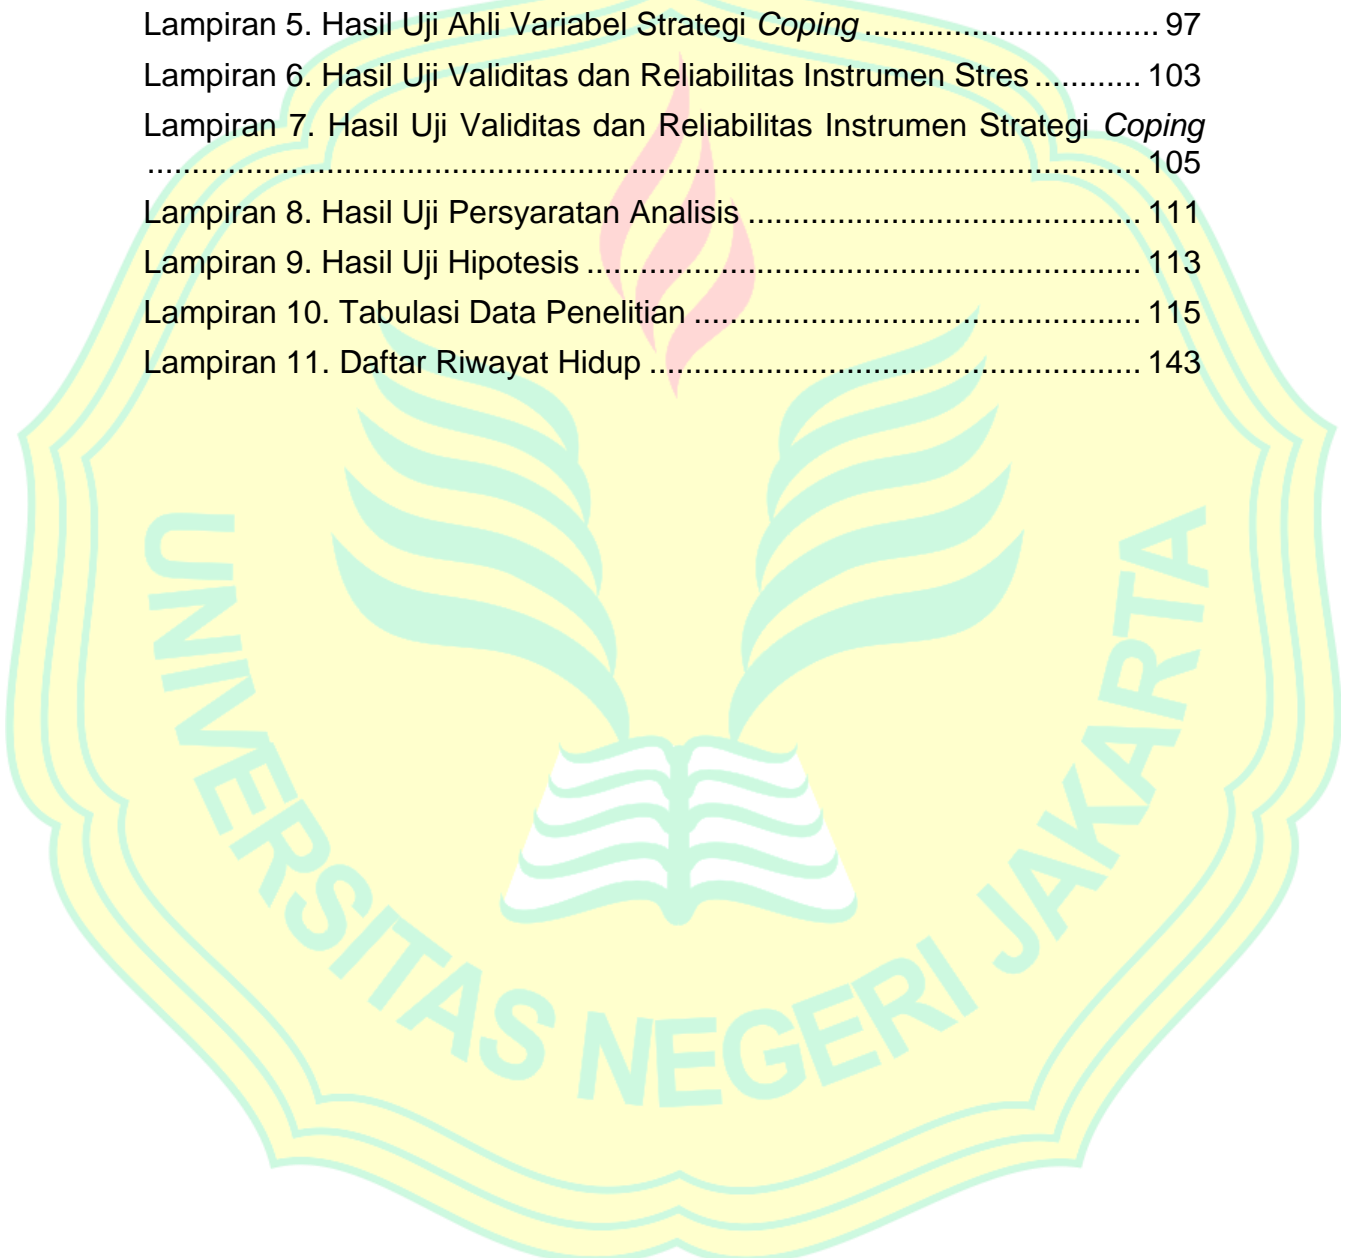 Lampiran 5. Hasil Uji Ahli Variabel Strategi Coping ................................. 97
Lampiran 6. Hasil Uji Validitas dan Reliabilitas Instrumen Stres ............ 103
Lampiran 7. Hasil Uji Validitas dan Reliabilitas Instrumen Strategi Coping
................................................................................................................ 105
Lampiran 8. Hasil Uji Persyaratan Analisis ............................................ 111
Lampiran 9. Hasil Uji Hipotesis .............................................................. 113
Lampiran 10. Tabulasi Data Penelitian .................................................. 115
Lampiran 11. Daftar Riwayat Hidup ....................................................... 143
UNIVERSITAS NEGERI JAKARTA